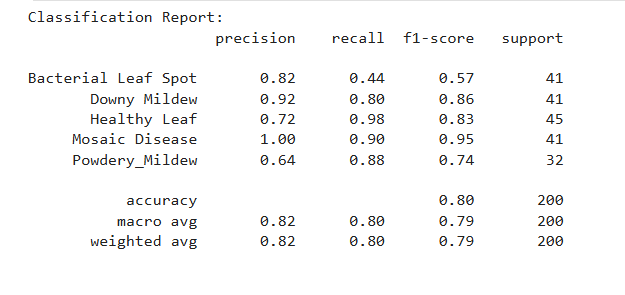 Classification Report:
precision recall f1-score support
Bacterial Leaf Spot 0.82 0.44 0.57 41
Downy Mildew 0.92 0.80 0.86 41
Healthy Leaf 0.72 0.98 0.83 45
Mosaic Disease 1.00 0.90 0.95 41
Powdery_Mildew 0.64 0.88 0.74 32
accuracy 0.80 200
macro avg 0.82 0.80 0.79 200
weighted avg 0.82 0.80 0.79 200